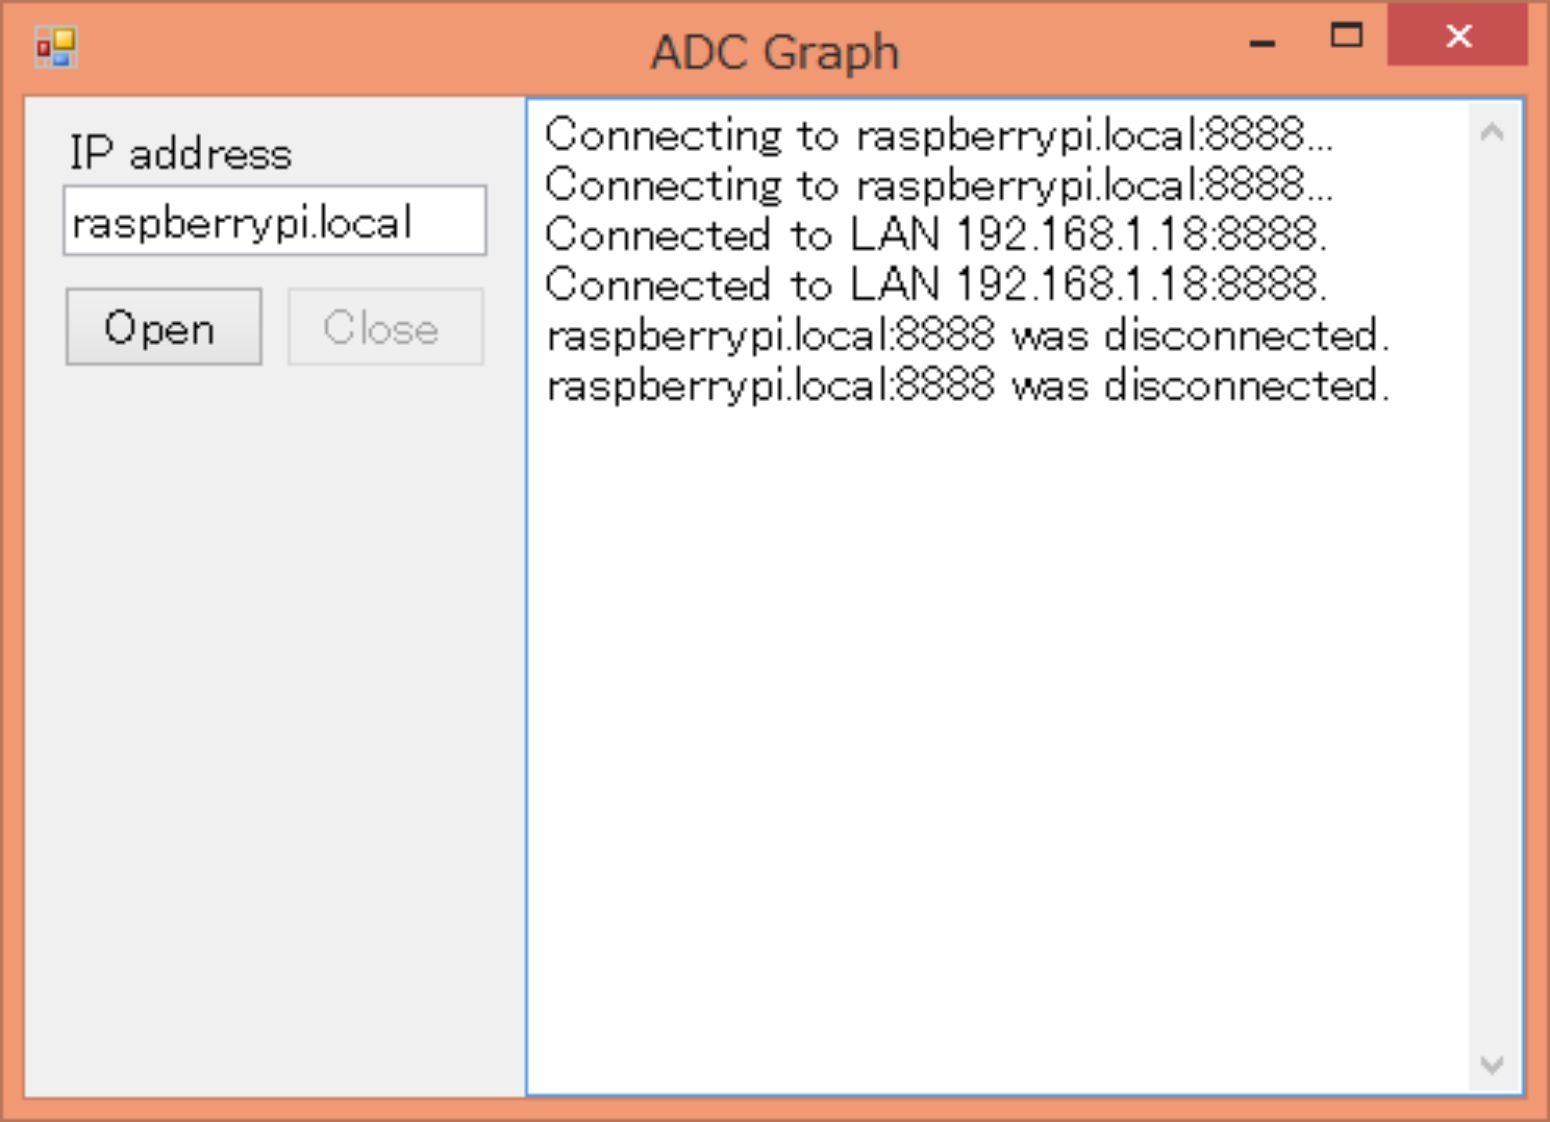 ADC Graph
IP address
raspberrypi.local
Open
Close
Connecting to raspberrypi.local:8888...
Connecting to raspberrypi.local:8888...
Connected to LAN 192.168.1.18:8888.
Connected to LAN 192.168.1.18:8888.
raspberrypi.local:8888 was disconnected.
raspberrypi.local:8888 was disconnected.